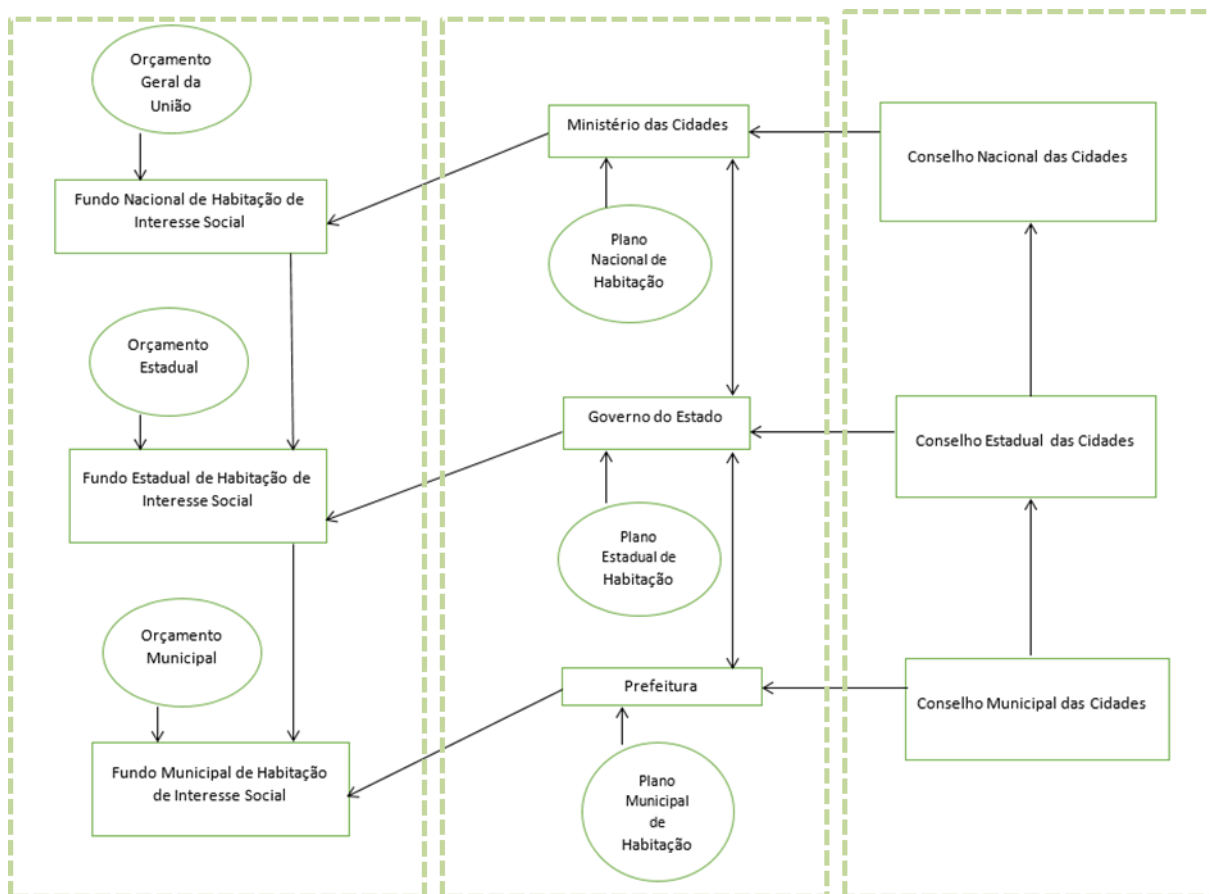 Orçamento
Geral da
União
Fundo Nacional de Habitação de
Interesse Social
Orçamento
Estadual
Fundo Estadual de Habitação de
Interesse Social
Orçamento
Municipal
Fundo Municipal de Habitação
de Interesse Social
Ministério das Cidades
Plano
Nacional de
Habitação
Governo do Estado
Plano
Estadual de
Habitação
Prefeitura
Plano
Municipal
de
Habitação
Conselho Nacional das Cidades
Conselho Estadual das Cidades
Conselho Municipal das Cidades